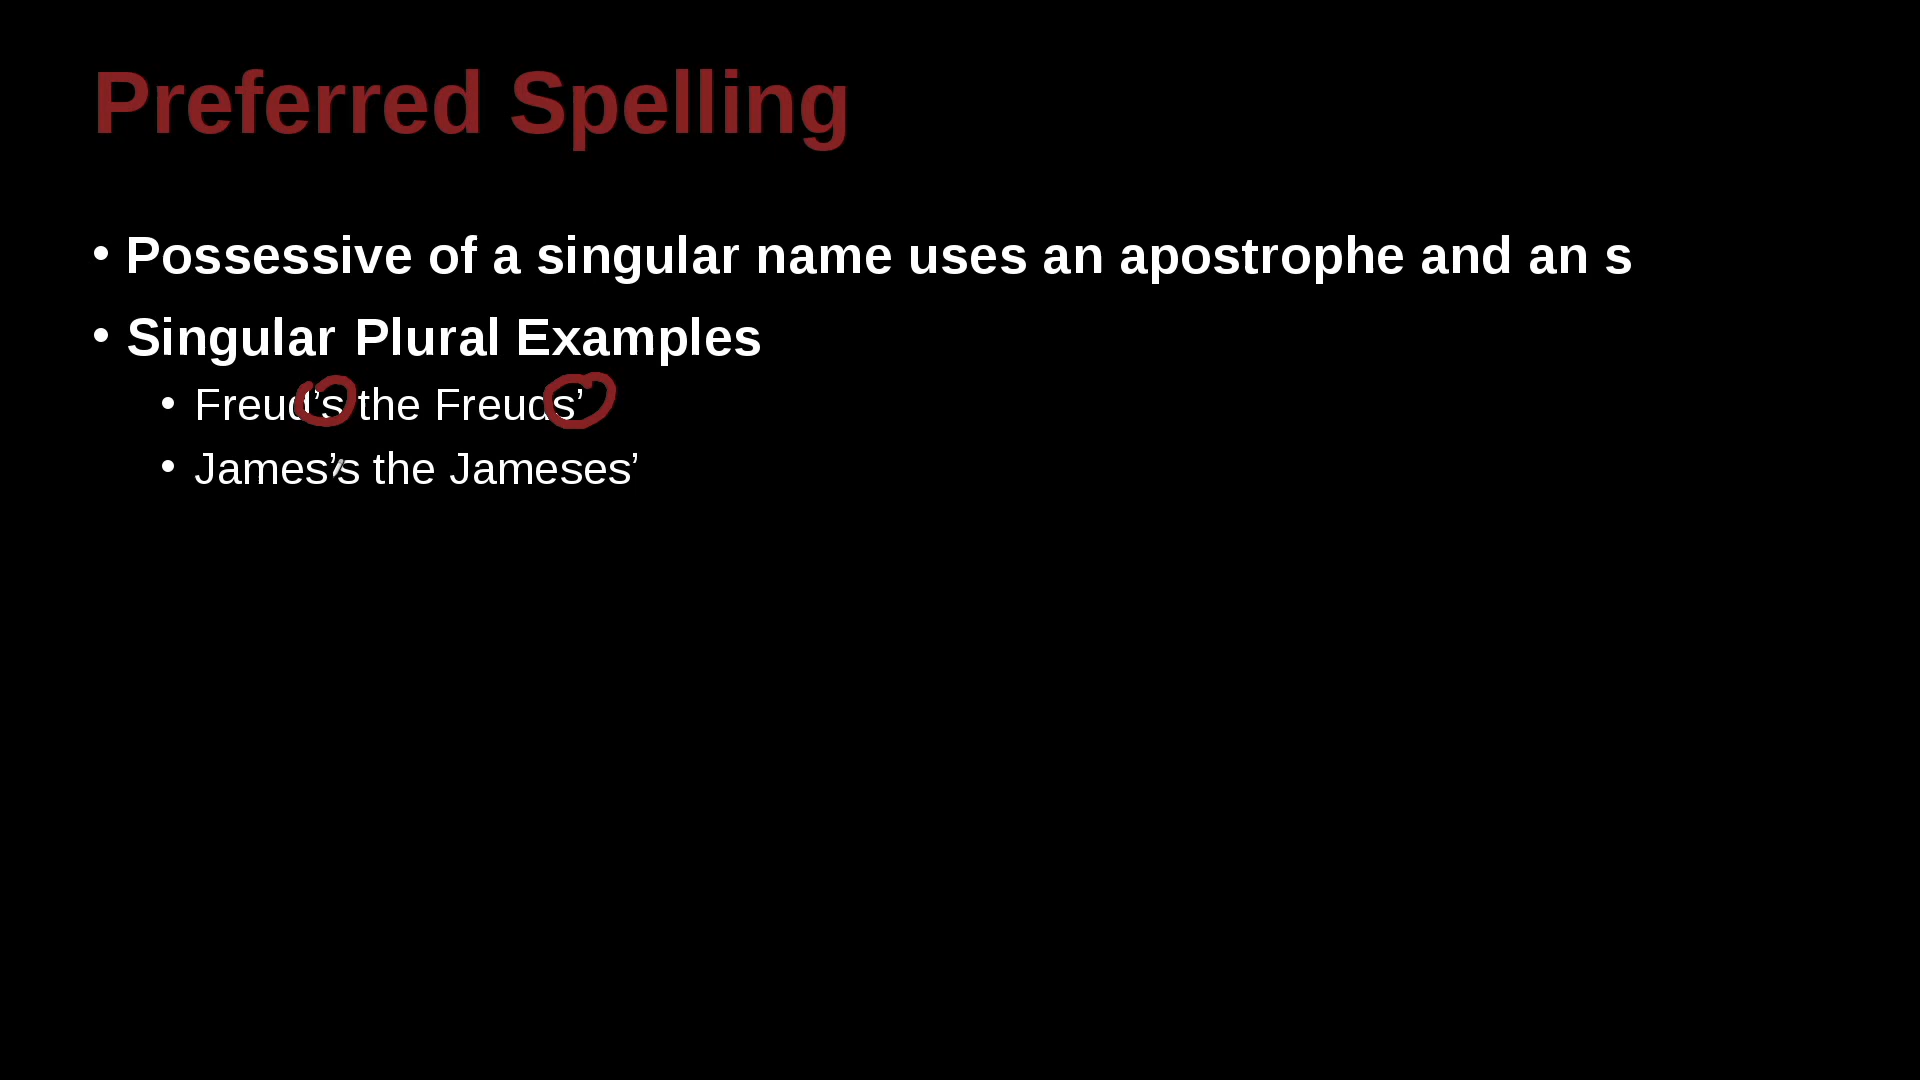 Preferred Spelling
• Possessive of a singular name uses an apostrophe and an s
• Singular Plural Examples
• Freud’s the Freuds’
• James’s the Jameses’